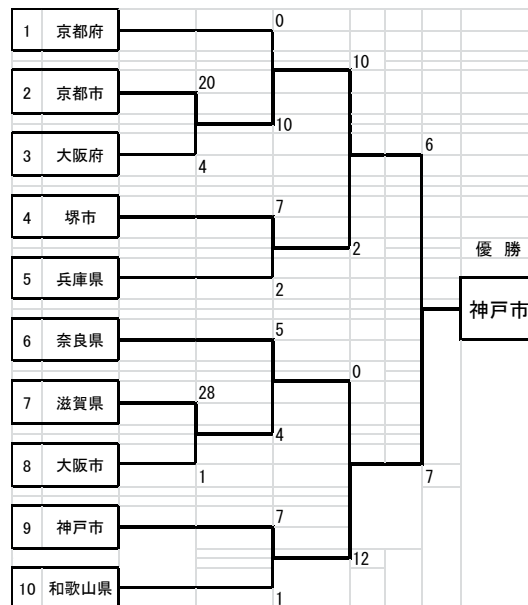 0
1 京都府
10
20
2 京都市
10
6
3 大阪府
4
7
4 堺市
2
優 勝
5 兵庫県
2
神戸市
5
6 奈良県
0
28
7 滋賀県
4
8 大阪市
1
7
7
9 神戸市
12
10 和歌山県
1